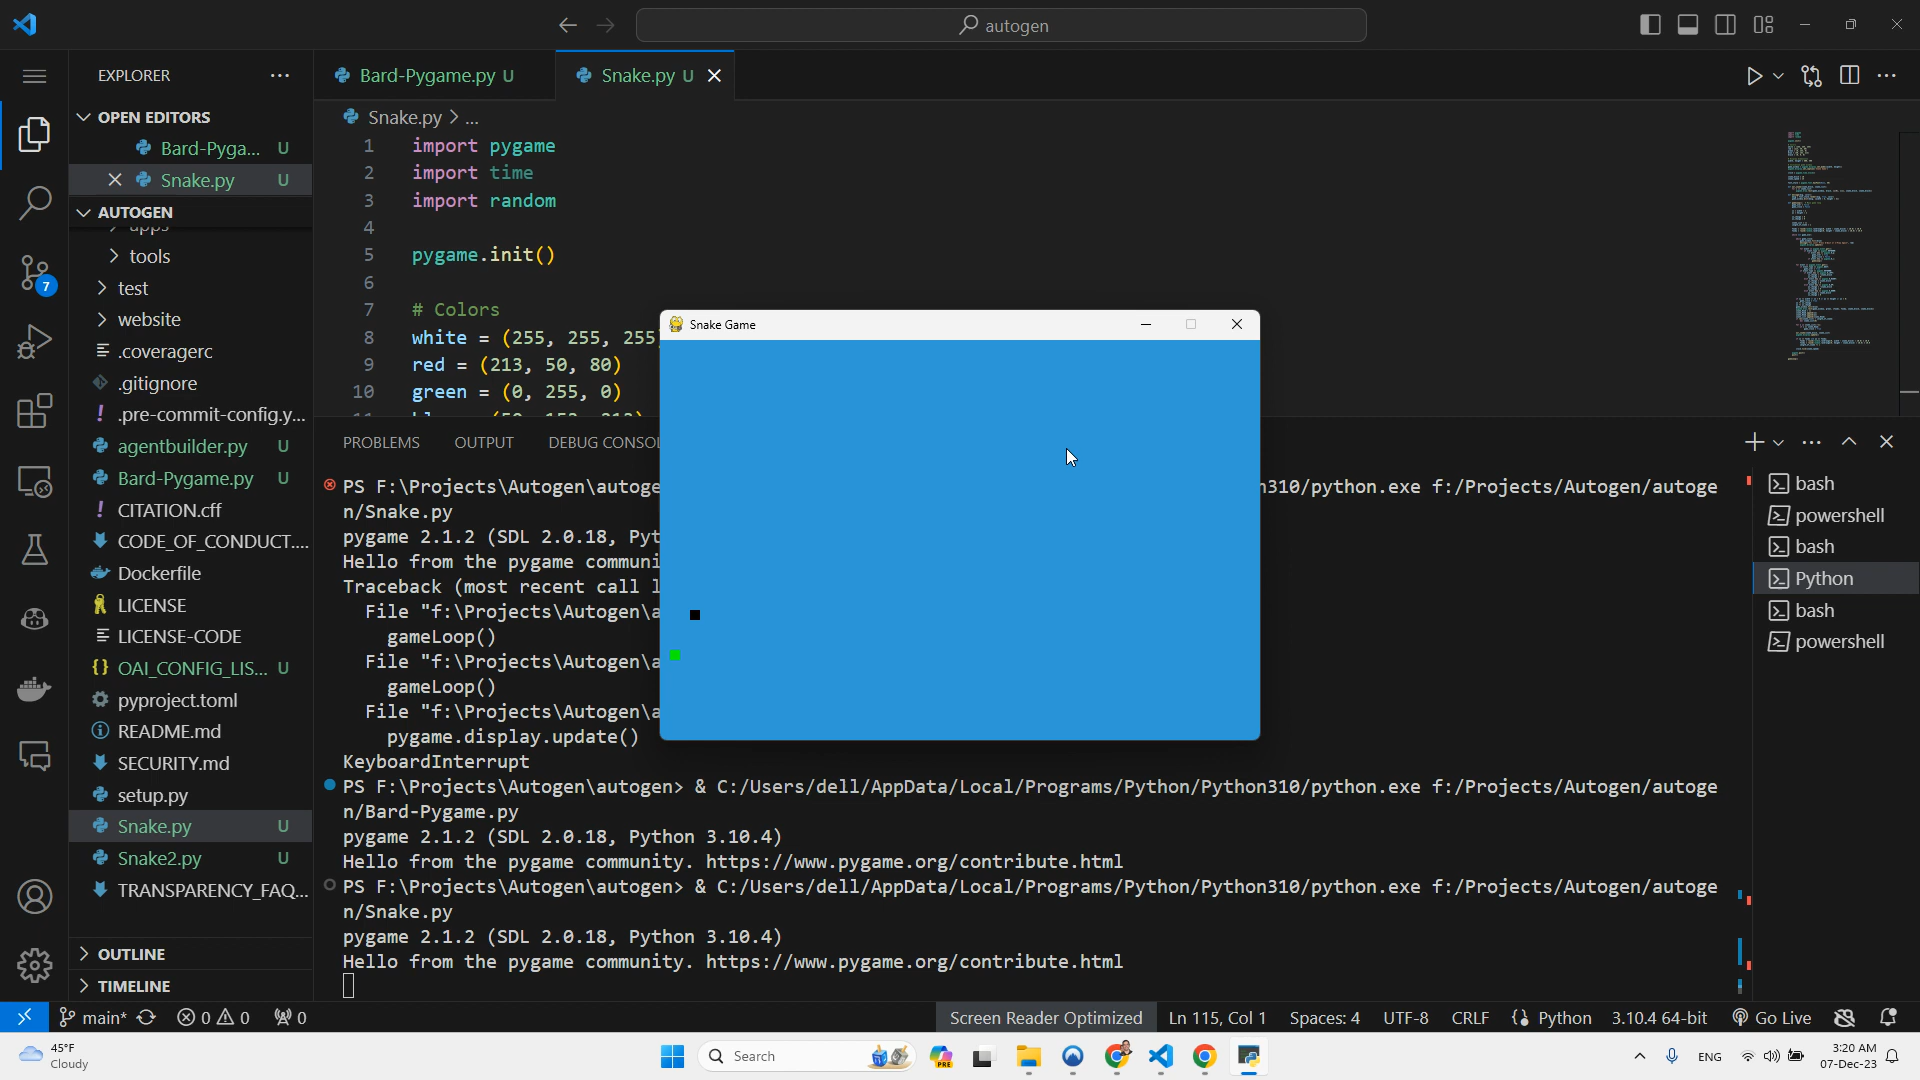 autogen
EXPLORER
Bard-Pygame.py U
Snake.py U
OPEN EDITORS
Bard-Pyga... U
Snake.py U
AUTOGEN
apps
tools
test
website
.coveragerc
.gitignore
.pre-commit-config.y...
agentbuilder.py U
Bard-Pygame.py U
CITATION.cff
CODE_OF_CONDUCT....
Dockerfile
LICENSE
LICENSE-CODE
OAI_CONFIG_LIS... U
pyproject.toml
README.md
SECURITY.md
setup.py
Snake.py U
Snake2.py U
TRANSPARENCY_FAQ...
OUTLINE
TIMELINE
7
Snake.py > ...
1 import pygame
2 import time
3 import random
4
5 pygame.init()
6
7 # Colors
8 white = (255, 255, 255
9 red = (213, 50, 80)
10 green = (0, 255, 0)
Snake Game
PROBLEMS OUTPUT DEBUG CONSOL
PS F:\Projects\Autogen\autoge
n310/python.exe f:/Projects/Autogen/autoge
n/Snake.py
pygame 2.1.2 (SDL 2.0.18, Pyt
Hello from the pygame communi
Traceback (most recent call l
File "f:\Projects\Autogen\a
gameLoop()
File "f:\Projects\Autogen\a
gameLoop()
File "f:\Projects\Autogen\a
pygame.display.update()
KeyboardInterrupt
PS F:\Projects\Autogen\autogen> & C:/Users/dell/AppData/Local/Programs/Python/Python310/python.exe f:/Projects/Autogen/autoge
n/Bard-Pygame.py
pygame 2.1.2 (SDL 2.0.18, Python 3.10.4)
Hello from the pygame community. https://www.pygame.org/contribute.html
PS F:\Projects\Autogen\autogen> & C:/Users/dell/AppData/Local/Programs/Python/Python310/python.exe f:/Projects/Autogen/autoge
n/Snake.py
pygame 2.1.2 (SDL 2.0.18, Python 3.10.4)
Hello from the pygame community. https://www.pygame.org/contribute.html
bash
powershell
bash
Python
bash
powershell
main* 0 0 0
Screen Reader Optimized Ln 115, Col 1 Spaces: 4 UTF-8 CRLF Python 3.10.4 64-bit Go Live
45°F
Cloudy
Search
PRE
ENG
3:20 AM
07-Dec-23